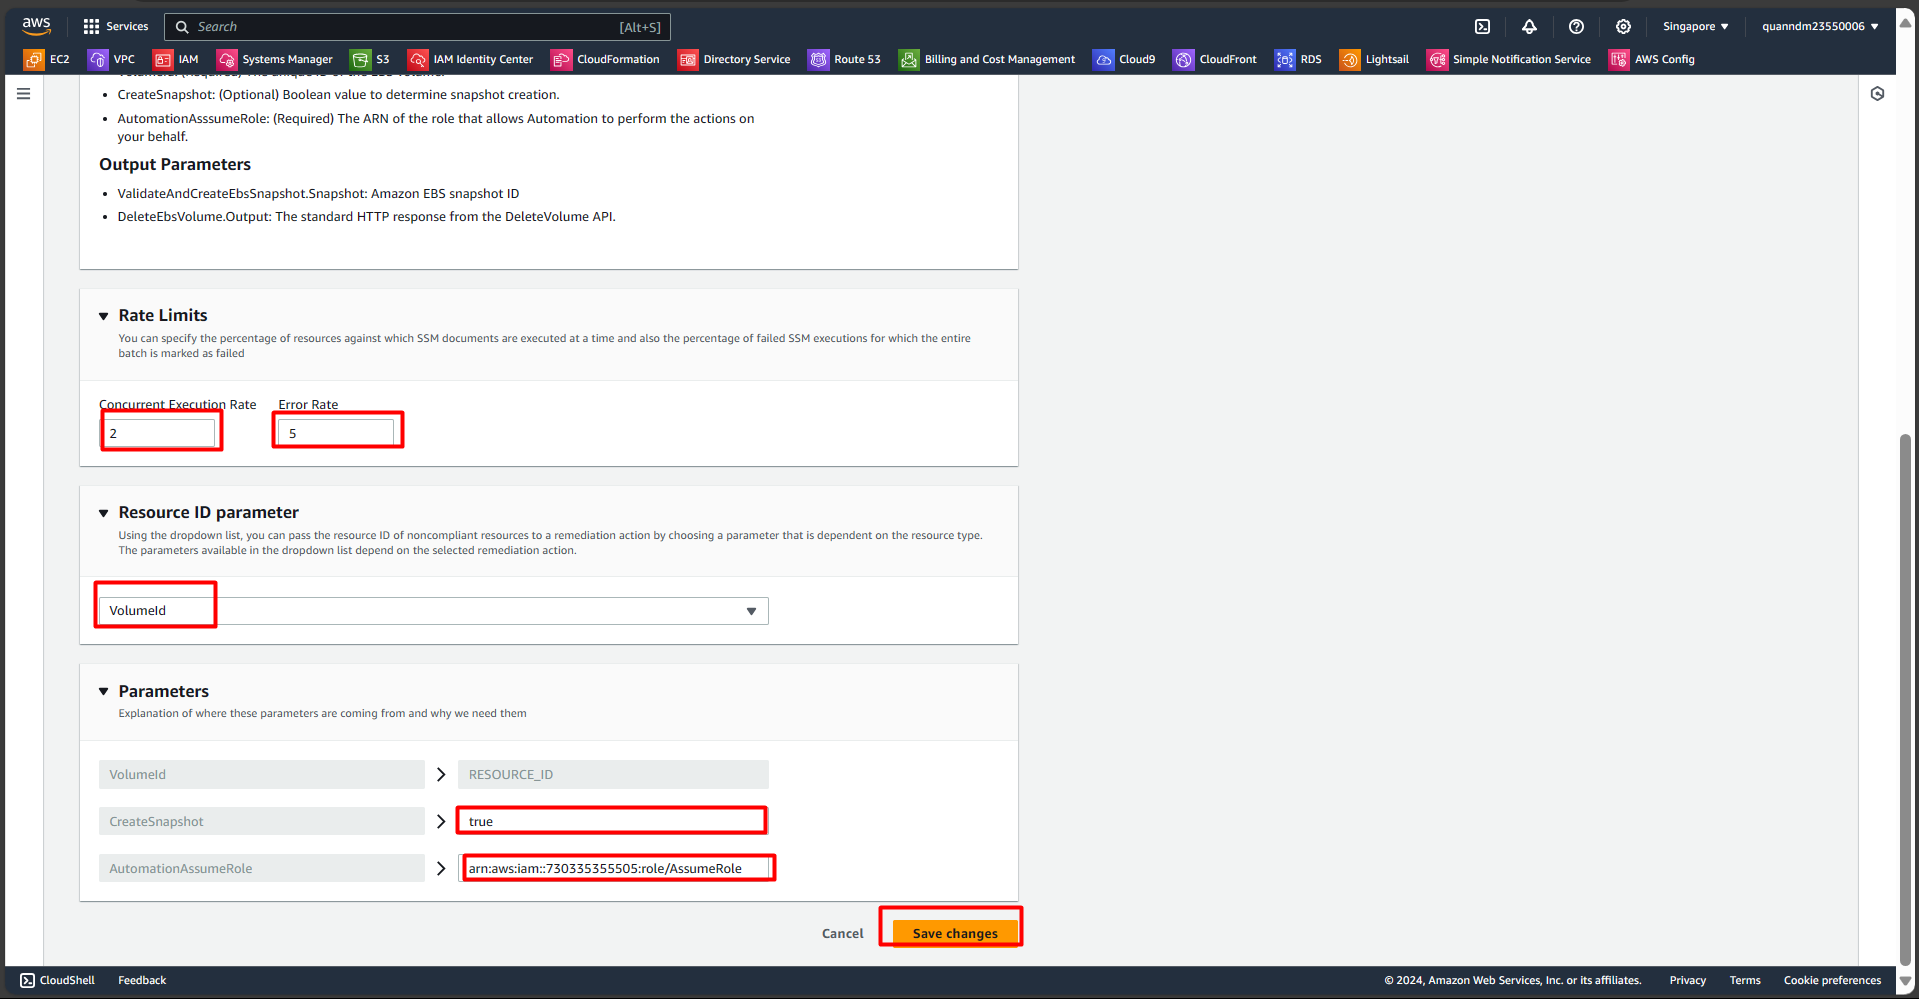 aws
Services
Search
[Alt+S]
Singapore
quanndm23550006
EC2
VPC
IAM
Systems Manager
S3
IAM Identity Center
CloudFormation
Directory Service
Route 53
Billing and Cost Management
Cloud9
CloudFront
RDS
Lightsail
Simple Notification Service
AWS Config
VolumeId: (Required) The unique ID of the EBS volume.
CreateSnapshot: (Optional) Boolean value to determine snapshot creation.
AutomationAsssumeRole: (Required) The ARN of the role that allows Automation to perform the actions on
your behalf.
Output Parameters
ValidateAndCreateEbsSnapshot.Snapshot: Amazon EBS snapshot ID
DeleteEbsVolume.Output: The standard HTTP response from the DeleteVolume API.
Rate Limits
You can specify the percentage of resources against which SSM documents are executed at a time and also the percentage of failed SSM executions for which the entire
batch is marked as failed
Concurrent Execution Rate
Error Rate
2
5
Resource ID parameter
Using the dropdown list, you can pass the resource ID of noncompliant resources to a remediation action by choosing a parameter that is dependent on the resource type.
The parameters available in the dropdown list depend on the selected remediation action.
VolumeId
Parameters
Explanation of where these parameters are coming from and why we need them
VolumeId
RESOURCE_ID
CreateSnapshot
true
AutomationAssumeRole
arn:aws:iam::730335355505:role/AssumeRole
Cancel
Save changes
CloudShell
Feedback
© 2024, Amazon Web Services, Inc. or its affiliates.
Privacy
Terms
Cookie preferences